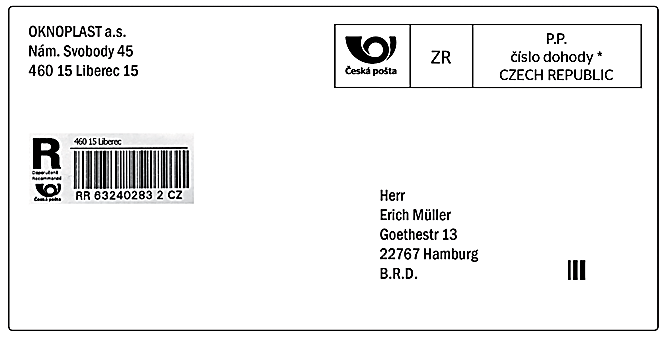 OKNOPLAST a.s.
Nám. Svobody 45
460 15 Liberec 15
Česká pošta
ZR
P.P.
číslo dohody *
CZECH REPUBLIC
460 15 Liberec
R
Doporučeně
Recommandé
Česká pošta
RR 63240283 2 CZ
Herr
Erich Müller
Goethestr 13
22767 Hamburg
B.R.D.